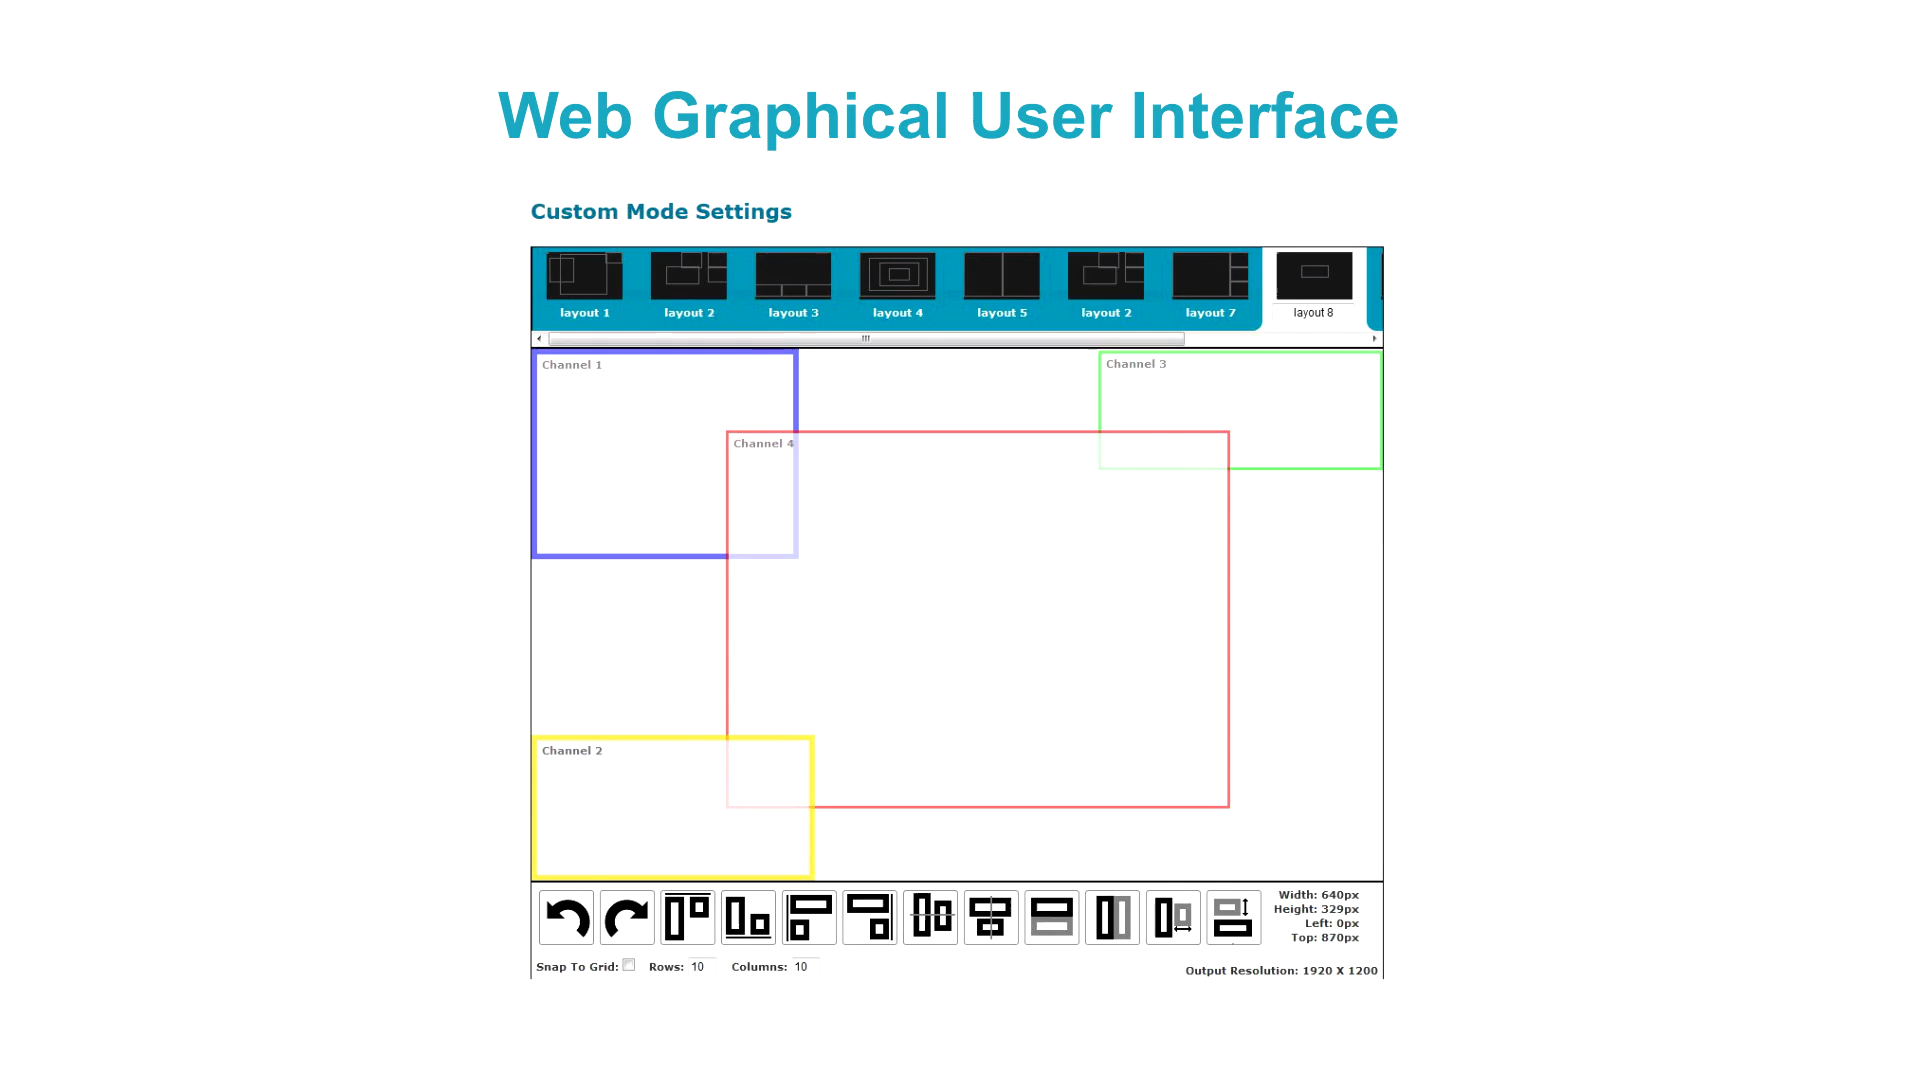 Web Graphical User Interface
Custom Mode Settings
layout 1
layout 2
layout 3
layout 4
layout 5
layout 2
layout 7
layout 8
Channel 1
Channel 3
Channel 4
Channel 2
Width: 640px
Height: 329px
Left: 0px
Top: 870px
Snap To Grid: Rows: 10 Columns: 10
Output Resolution: 1920 X 1200